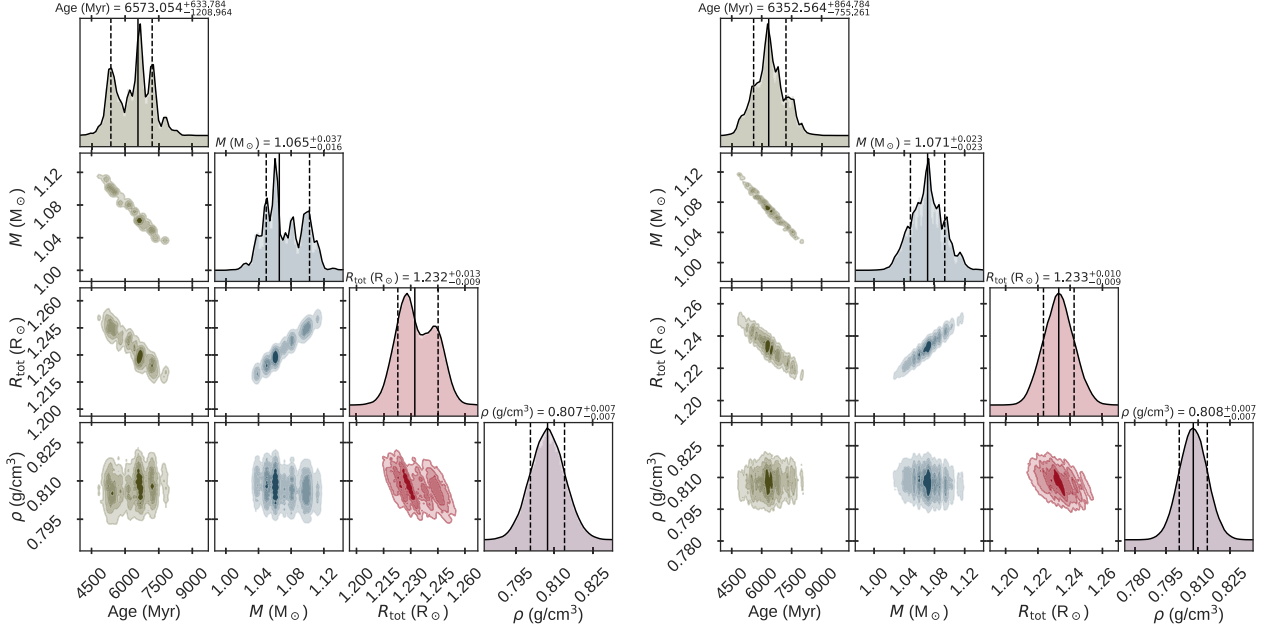 Age (Myr) = 6573.054+633.784 −1208.964
M (M⊙) = 1.065+0.037 −0.016
Rtot (R⊙) = 1.232+0.013 −0.009
ρ (g/cm3) = 0.807+0.007 −0.007
M (M⊙)
1.12
1.08
1.04
1.00
Rtot (R⊙)
1.260
1.245
1.230
1.215
1.200
ρ (g/cm3)
0.825
0.810
0.795
4500 6000 7500 9000
1.00 1.04 1.08 1.12
1.200 1.215 1.230 1.245 1.260
0.795 0.810 0.825
Age (Myr)
M (M⊙)
Rtot (R⊙)
ρ (g/cm3)
Age (Myr) = 6352.564+864.784 −755.261
M (M⊙) = 1.071+0.023 −0.023
Rtot (R⊙) = 1.233+0.010 −0.009
ρ (g/cm3) = 0.808+0.007 −0.007
M (M⊙)
1.12
1.08
1.04
1.00
Rtot (R⊙)
1.26
1.24
1.22
1.20
ρ (g/cm3)
0.825
0.810
0.795
0.780
4500 6000 7500 9000
1.00 1.04 1.08 1.12
1.20 1.22 1.24 1.26
0.780 0.795 0.810 0.825
Age (Myr)
M (M⊙)
Rtot (R⊙)
ρ (g/cm3)